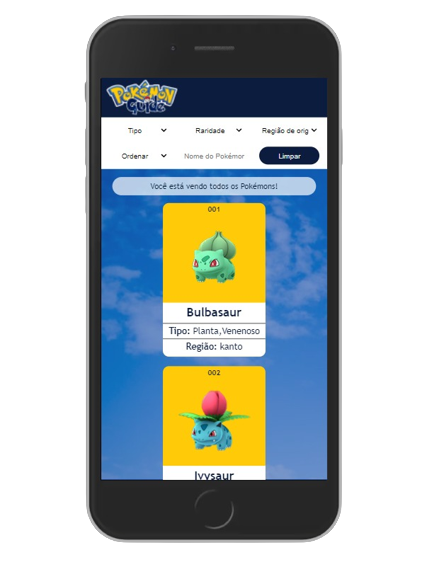 Pokémon
Guide
Tipo Raridade Região de orig
Ordenar Nome do Pokémor Limpar
Você está vendo todos os Pokémons!
001
Bulbasaur
Tipo: Planta,Venenoso
Região: kanto
002
Ivysaur